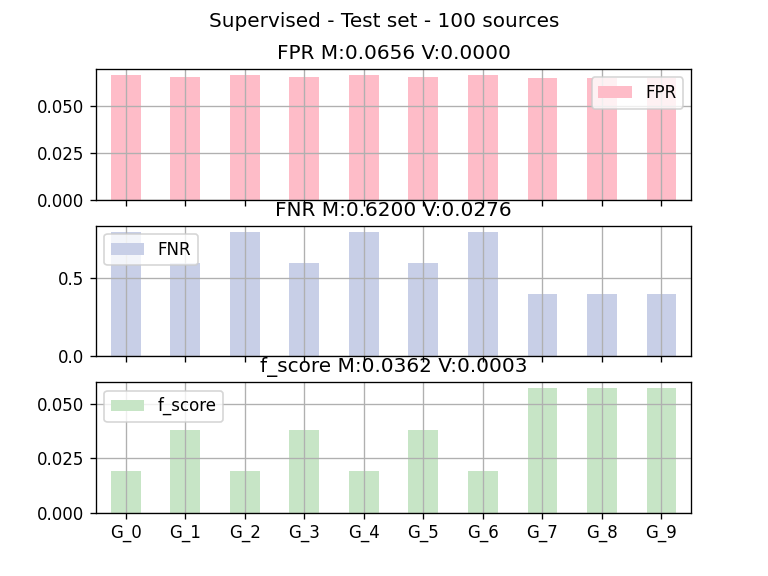 Supervised - Test set - 100 sources
FPR M:0.0656 V:0.0000
0.050
0.025
0.000
FPR
FNR M:0.6200 V:0.0276
0.5
0.0
FNR
f_score M:0.0362 V:0.0003
0.050
0.025
0.000
f_score
G_0 G_1 G_2 G_3 G_4 G_5 G_6 G_7 G_8 G_9